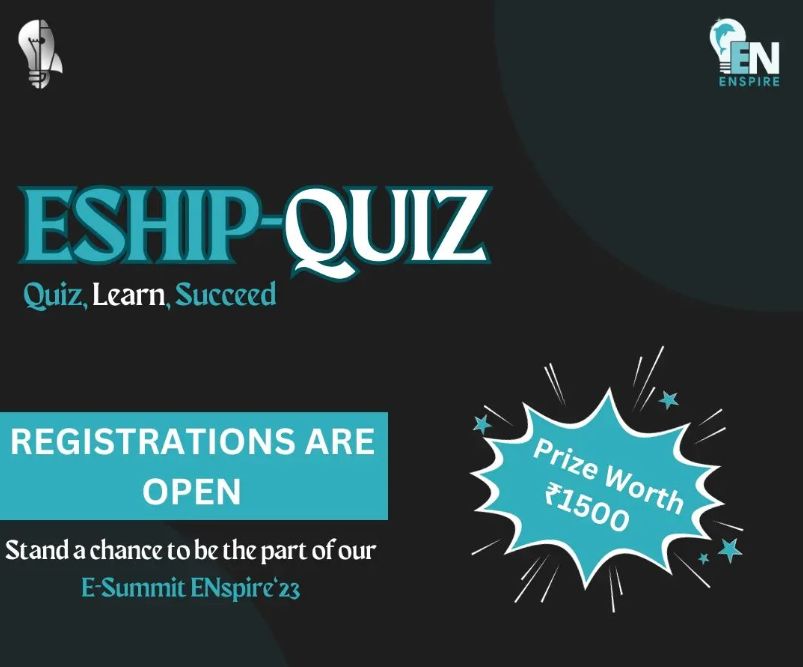 EN
ENSPIRE
ESHIP-QUIZ
Quiz, Learn, Succeed
REGISTRATIONS ARE
OPEN
Stand a chance to be the part of our
E-Summit ENspire'23
Prize Worth
₹1500